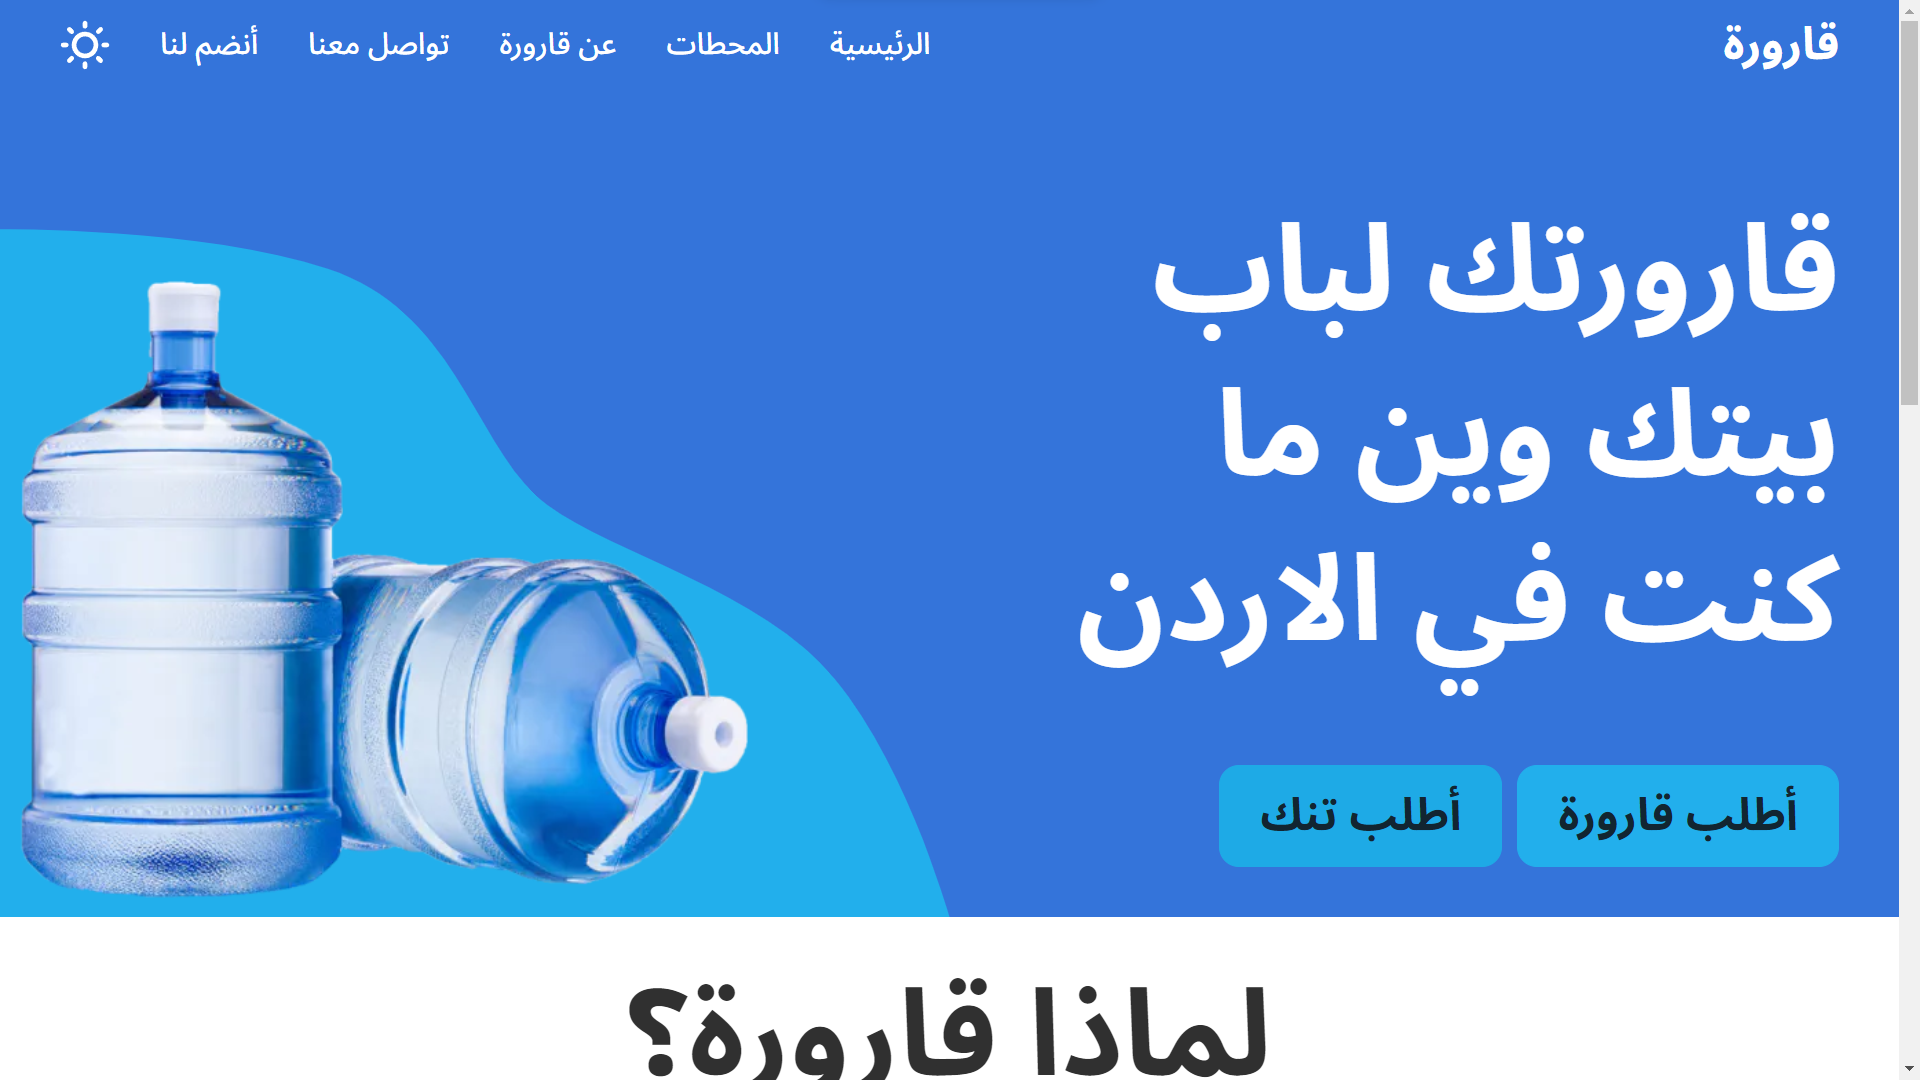 قارورة
الرئيسية
المحطات
عن قارورة
تواصل معنا
أنضم لنا
قارورتك لباب
بيتك وين ما
كنت في الاردن
أطلب قارورة
أطلب تنك
لماذا قارورة؟